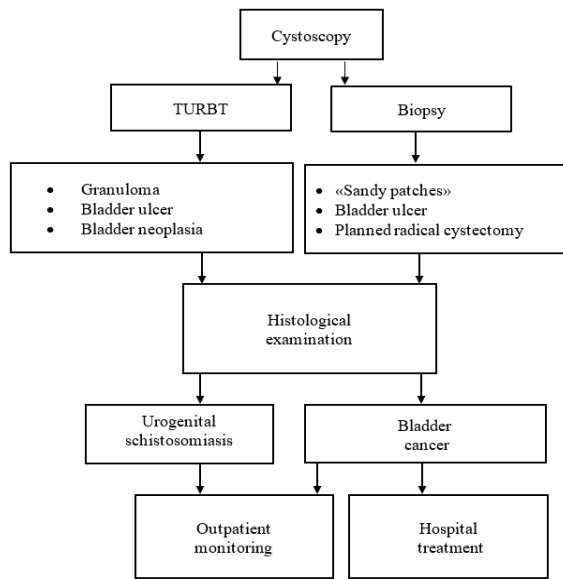 Cystoscopy
TURBT
Biopsy
• Granuloma
• Bladder ulcer
• Bladder neoplasia
• «Sandy patches»
• Bladder ulcer
• Planned radical cystectomy
Histological
examination
Urogenital
schistosomiasis
Bladder
cancer
Outpatient
monitoring
Hospital
treatment